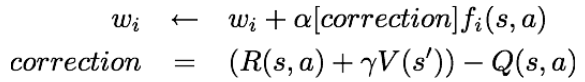 w_i ← w_i + α[correction]f_i(s, a)
correction = (R(s, a) + γV(s′)) − Q(s, a)